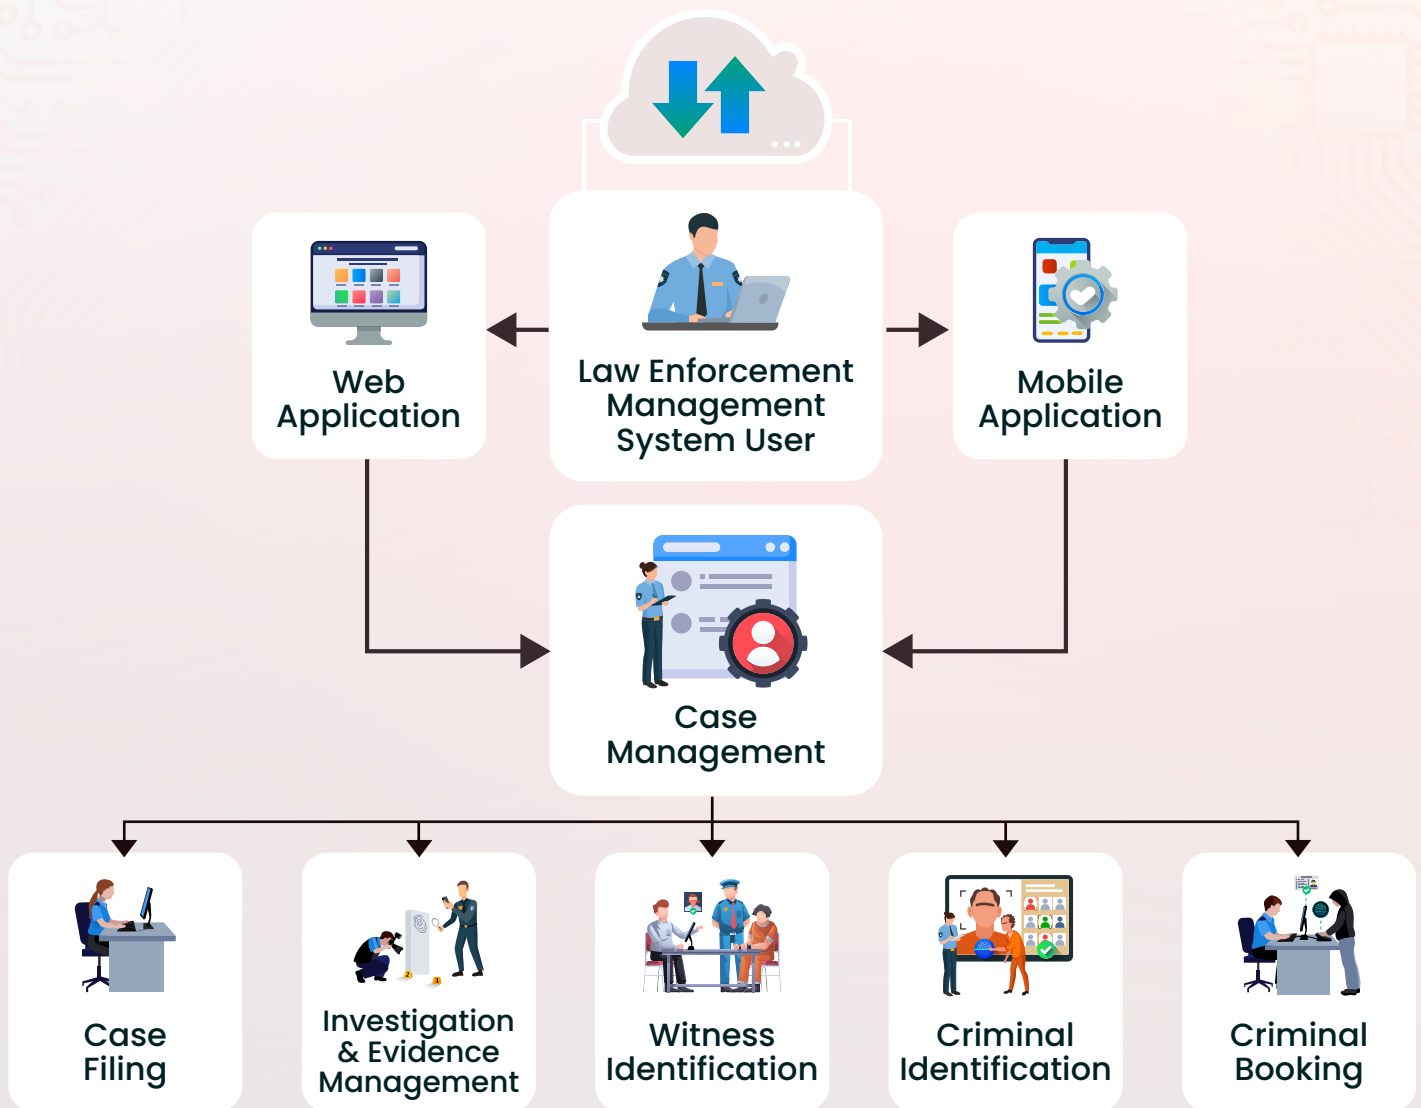 Web
Application
Law Enforcement
Management
System User
Mobile
Application
Case
Management
Case
Filing
Investigation
& Evidence
Management
Witness
Identification
Criminal
Identification
Criminal
Booking